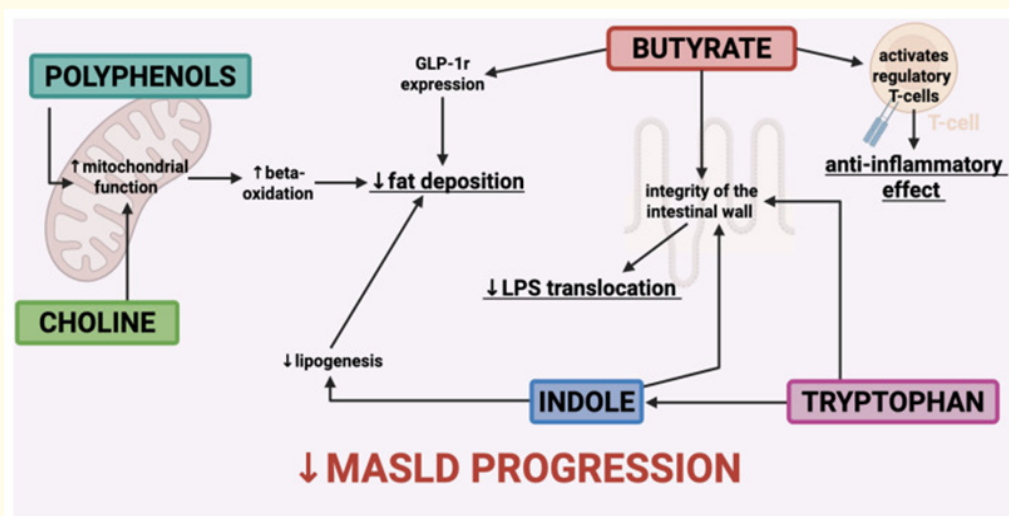 POLYPHENOLS
GLP-1r
expression
BUTYRATE
activates
regulatory
T-cells
T-cell
↑mitochondrial
function
↑beta-
oxidation
↓fat deposition
integrity of the
intestinal wall
anti-inflammatory
effect
↓LPS translocation
CHOLINE
↓lipogenesis
INDOLE
TRYPTOPHAN
↓MASLD PROGRESSION